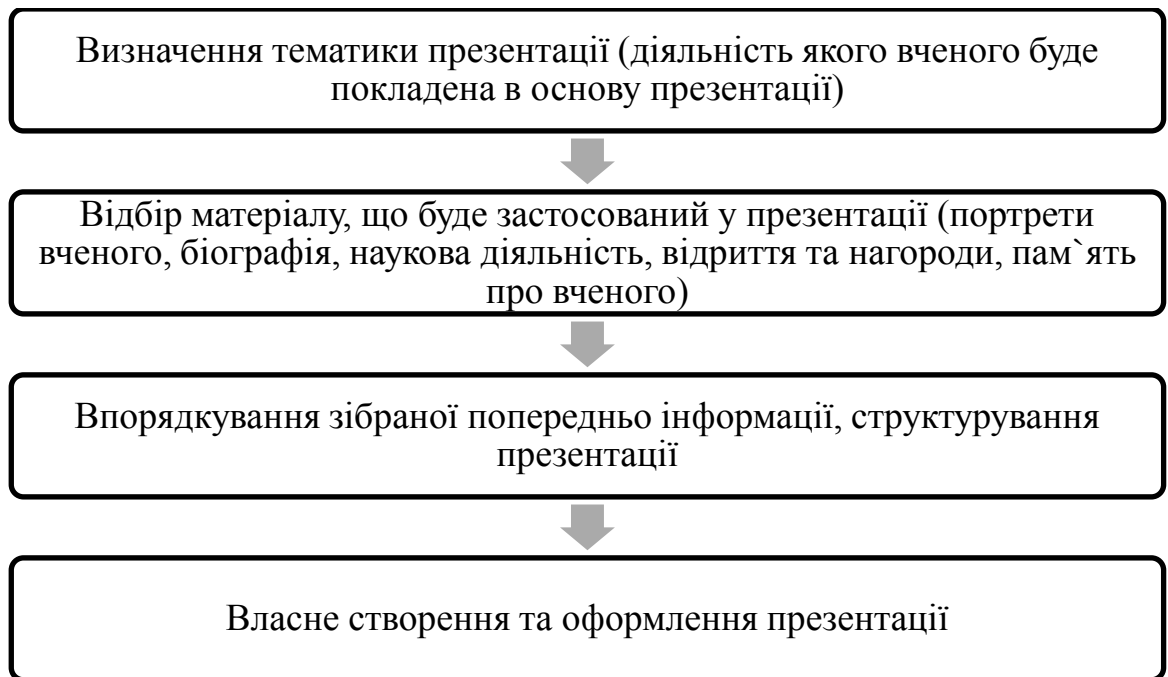 Визначення тематики презентації (діяльність якого вченого буде
покладена в основу презентації)
Відбір матеріалу, що буде застосований у презентації (портрети
вченого, біографія, наукова діяльність, відриття та нагороди, пам`ять
про вченого)
Впорядкування зібраної попередньо інформації, структурування
презентації
Власне створення та оформлення презентації